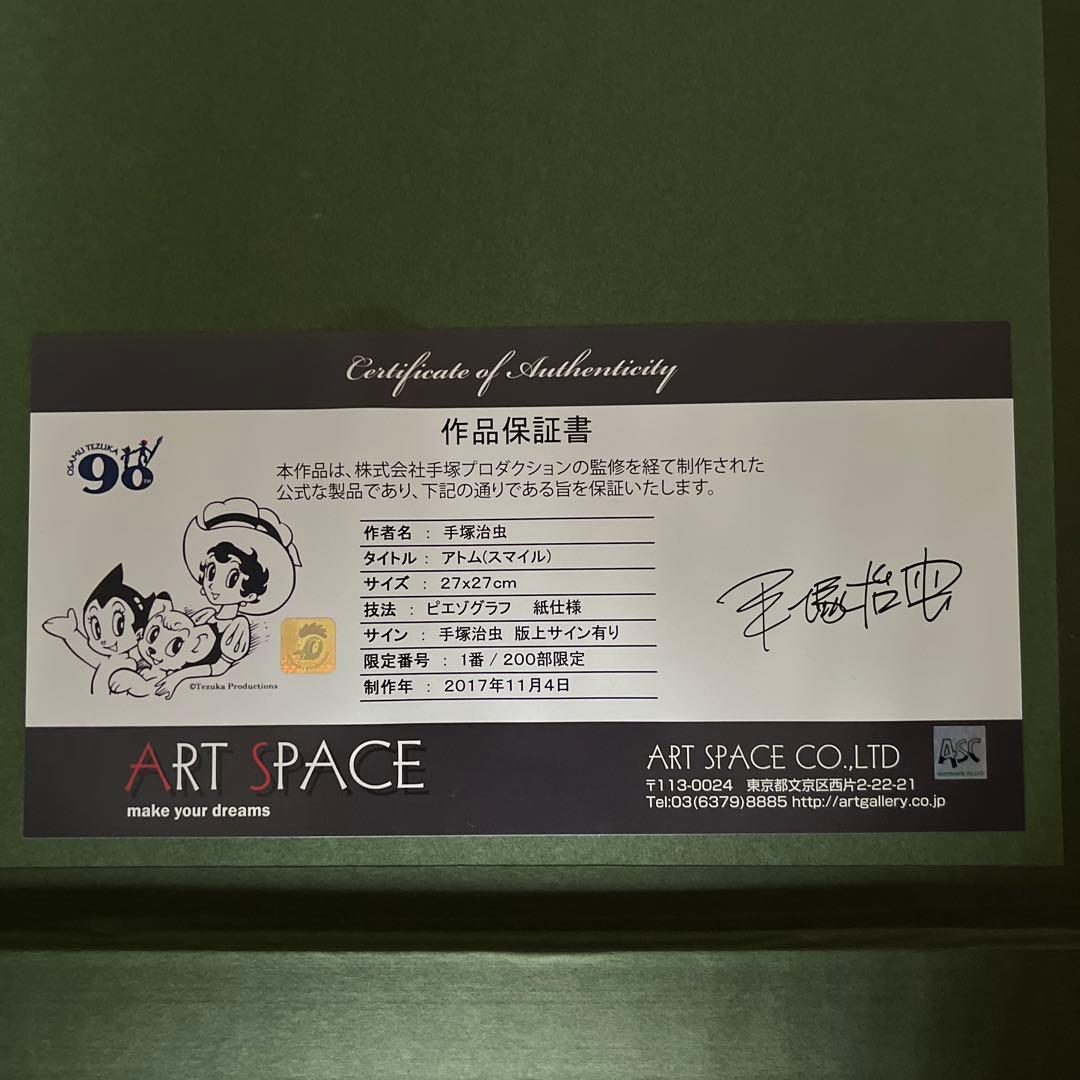 Certificate of Authenticity
作品保証書
OSAMU TEZUKA
90
TM
本作品は、株式会社手塚プロダクションの監修を経て制作された
公式な製品であり、下記の通りである旨を保証いたします。
作者名 : 手塚治虫
タイトル : アトム(スマイル)
サイズ : 27x27cm
技法 : ピエゾグラフ 紙仕様
サイン : 手塚治虫 版上サイン有り
限定番号 : 1番 / 200部限定
制作年 : 2017年11月4日
手塚治虫
©Tezuka Productions
ART SPACE
make your dreams
ART SPACE CO.,LTD
〒113-0024 東京都文京区西片2-22-21
Tel:03(6379)8885 http://artgallery.co.jp
ASC